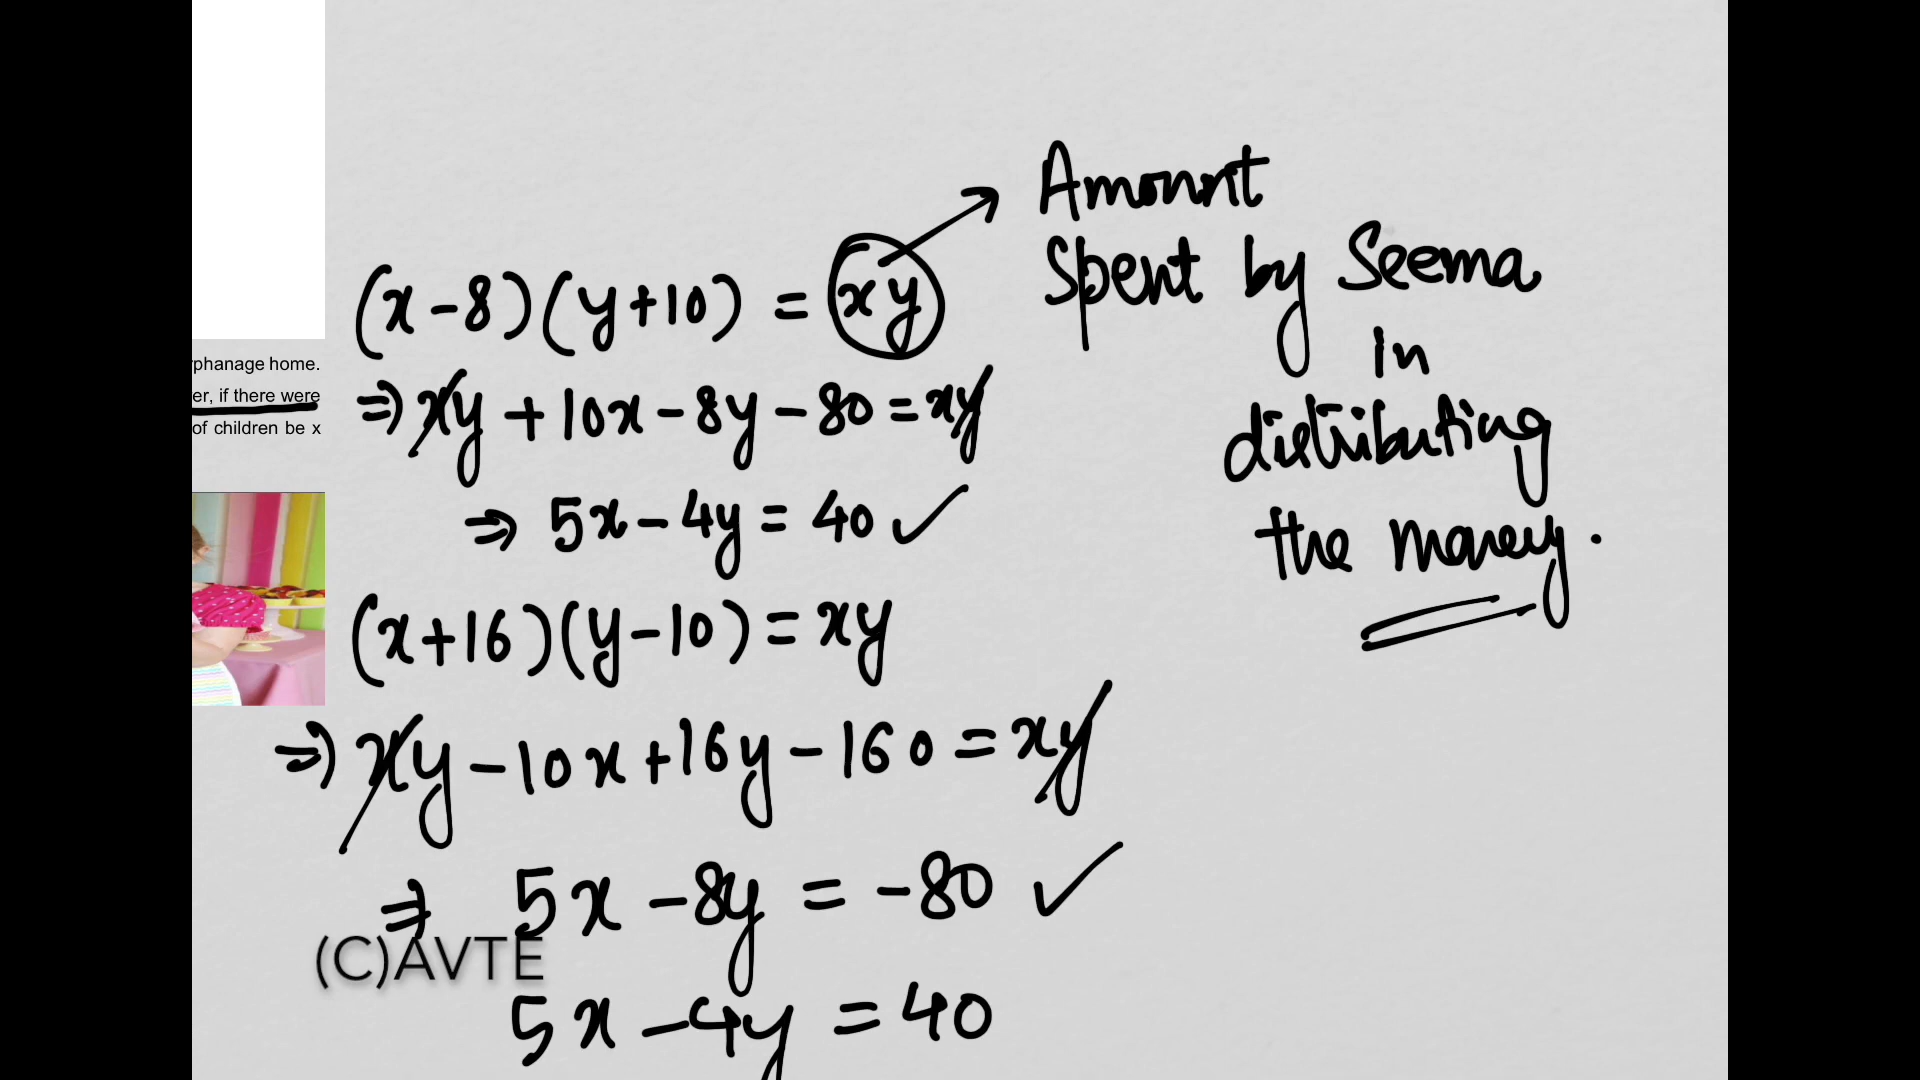 rphanage home.
er, if there were
of children be x
(x-8)(y+10) = xy
⇒ xy + 10x - 8y - 80 = xy
⇒ 5x - 4y = 40 ✓
(x+16)(y-10) = xy
⇒ xy - 10x + 16y - 160 = xy
⇒ 5x - 8y = -80 ✓
5x - 4y = 40
→ Amount
Spent by Seema
in
distributing
the money.
(C)AVTE